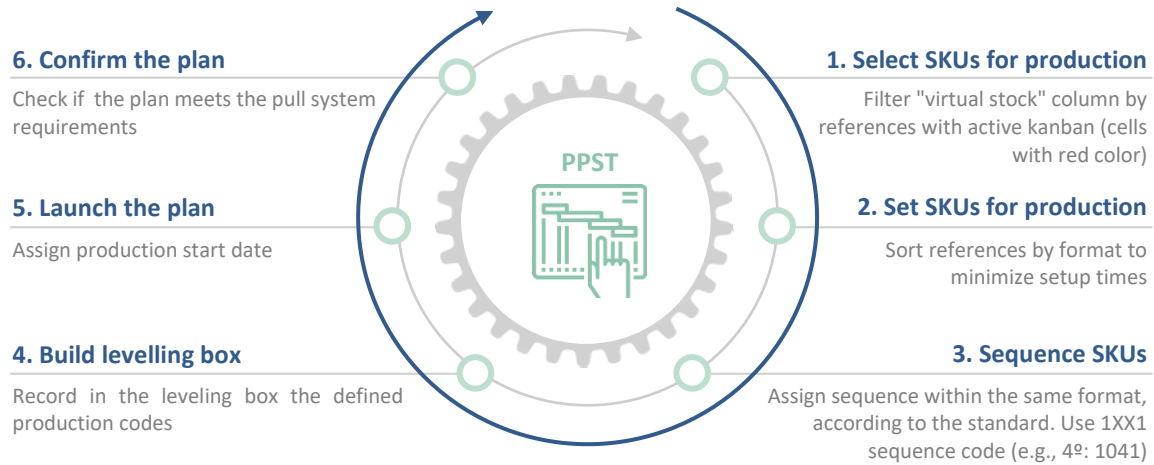 6. Confirm the plan
Check if the plan meets the pull system
requirements
5. Launch the plan
Assign production start date
4. Build levelling box
Record in the leveling box the defined
production codes
PPST
1. Select SKUs for production
Filter "virtual stock" column by
references with active kanban (cells
with red color)
2. Set SKUs for production
Sort references by format to
minimize setup times
3. Sequence SKUs
Assign sequence within the same format,
according to the standard. Use 1XX1
sequence code (e.g., 4º: 1041)